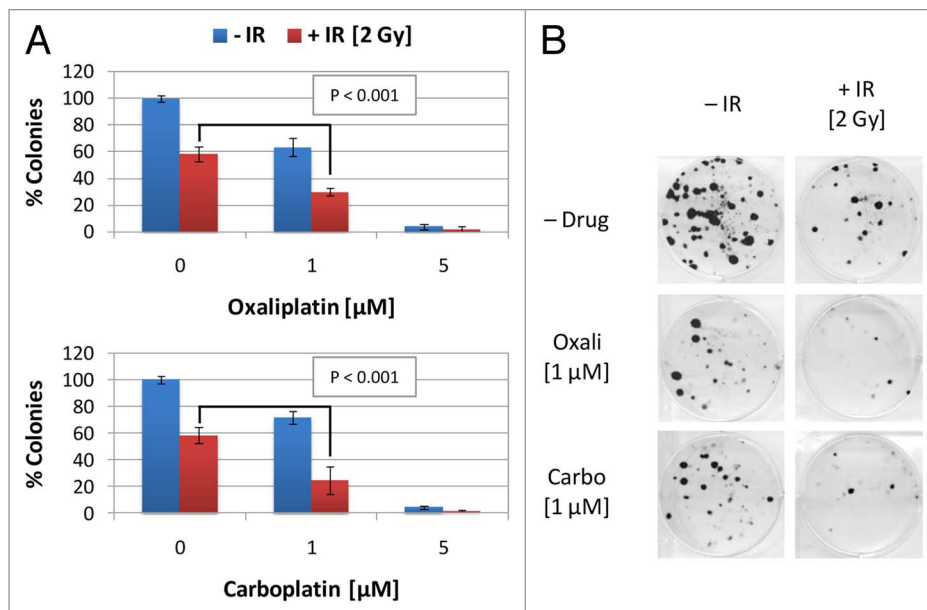 A
- IR + IR [2 Gy]
% Colonies
120
100
80
60
40
20
0
P < 0.001
0 1 5
Oxaliplatin [µM]
% Colonies
120
100
80
60
40
20
0
P < 0.001
0 1 5
Carboplatin [µM]
B
– IR
+ IR
[2 Gy]
– Drug
Oxali
[1 µM]
Carbo
[1 µM]